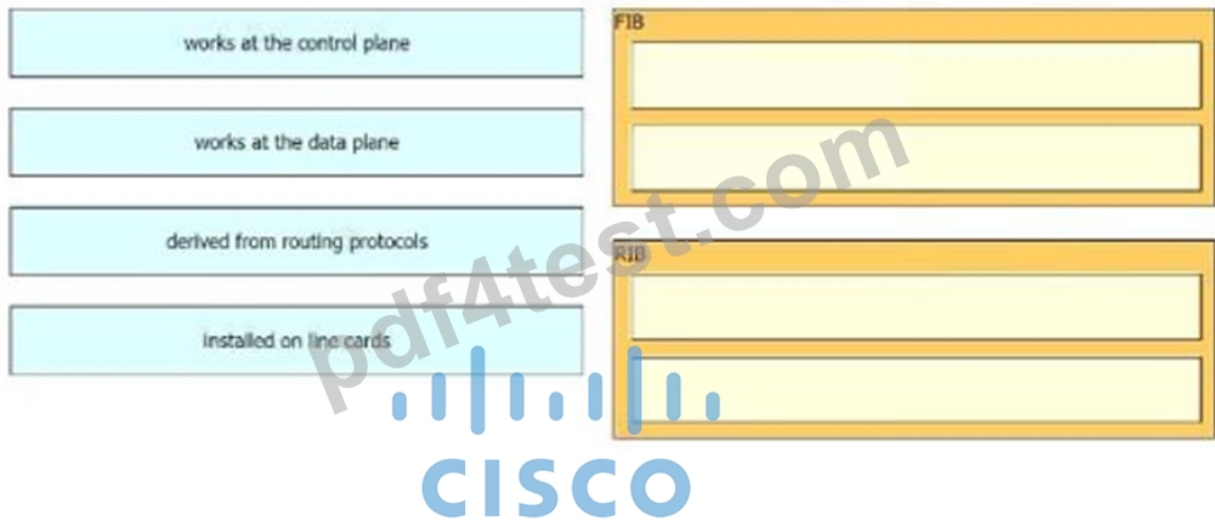 works at the control plane
works at the data plane
derived from routing protocols
installed on line cards
FIB
RIB
pdf4test.com
CISCO